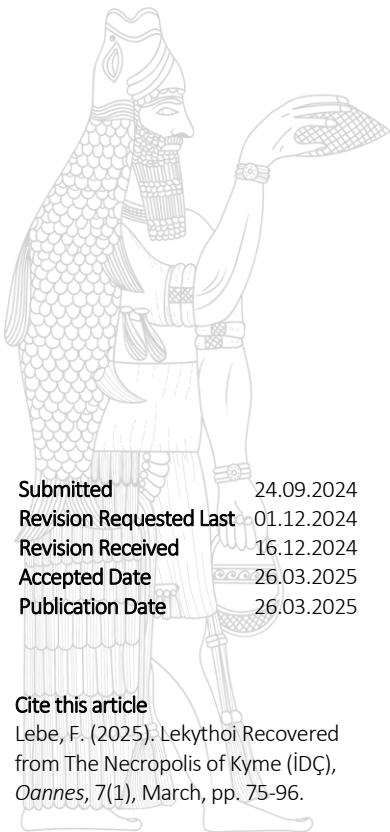 Submitted 24.09.2024
Revision Requested Last 01.12.2024
Revision Received 16.12.2024
Accepted Date 26.03.2025
Publication Date 26.03.2025
Cite this article
Lebe, F. (2025). Lekythoi Recovered
from The Necropolis of Kyme (İDÇ),
Oannes, 7(1), March, pp. 75-96.